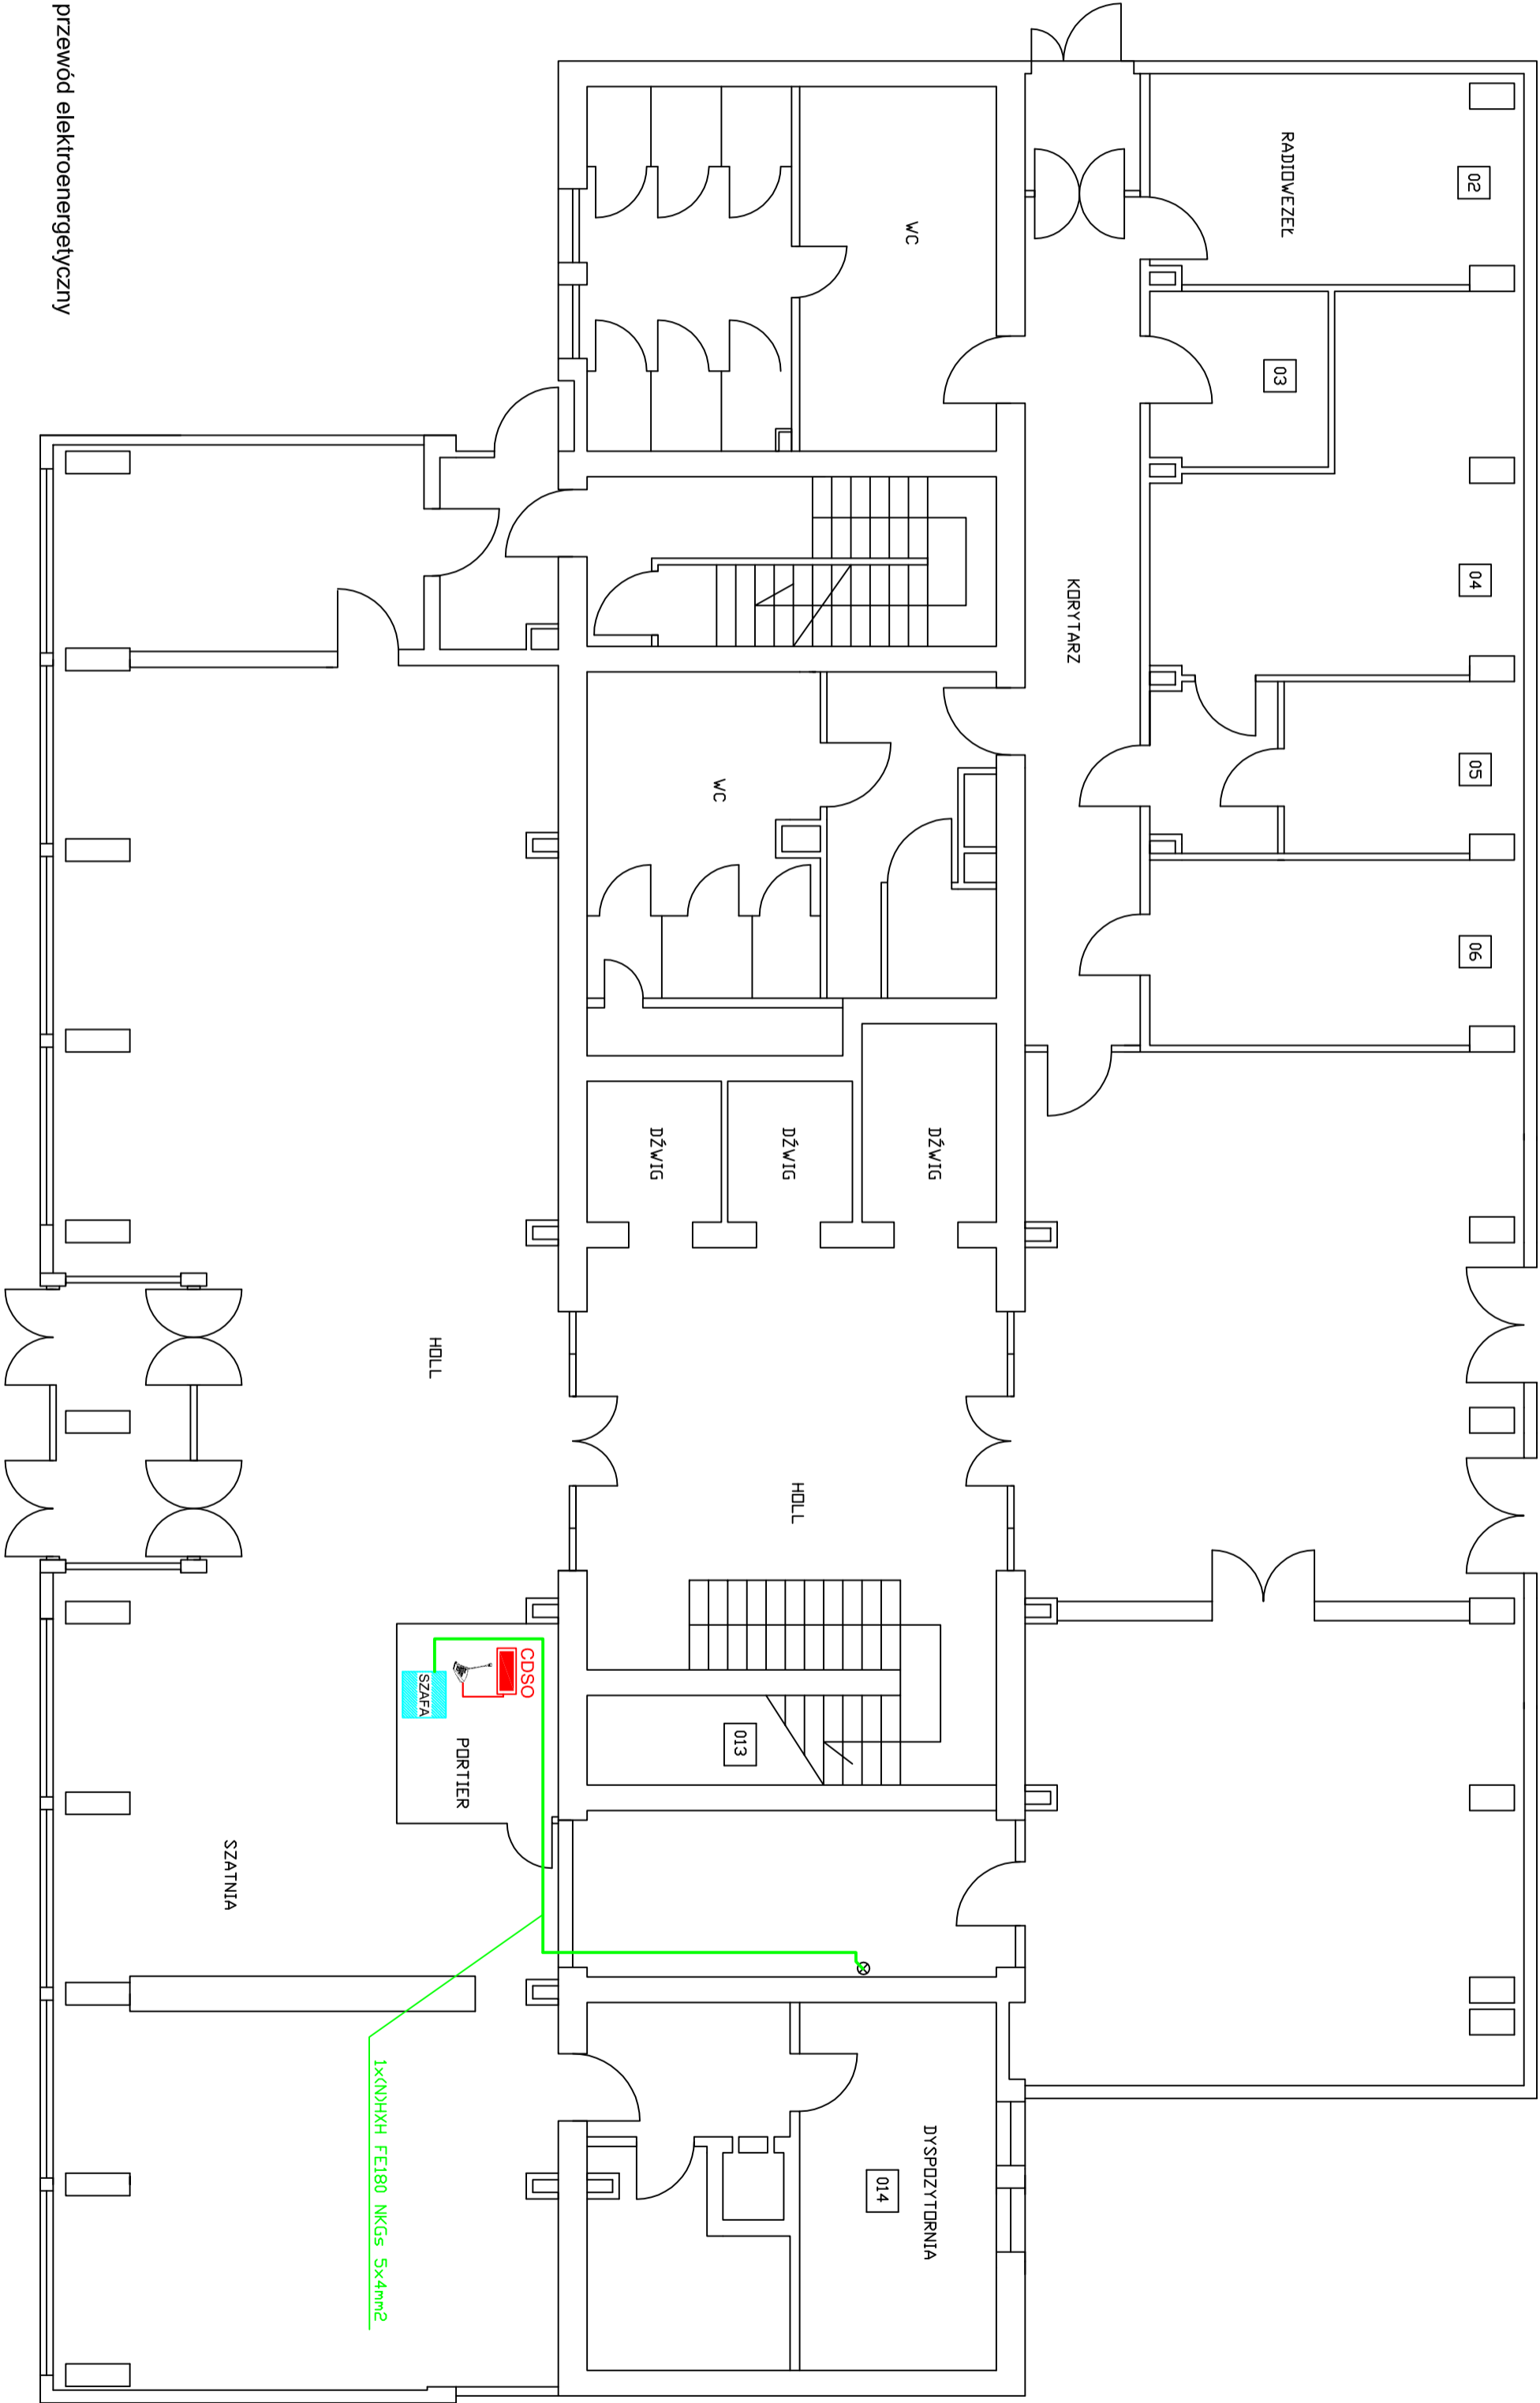 02
RADIOWEZEŁ
03
04
05
06
KORYTARZ
WC
WC
DŹWIG
DŹWIG
DŹWIG
HOLL
HOLL
CDSO
SZAFA
PORTIER
013
SZATNIA
DYSPOZYTORNIA
014
1x(N)HXH FE180 NKGs 5x4mm2
przewód elektroenergetyczny